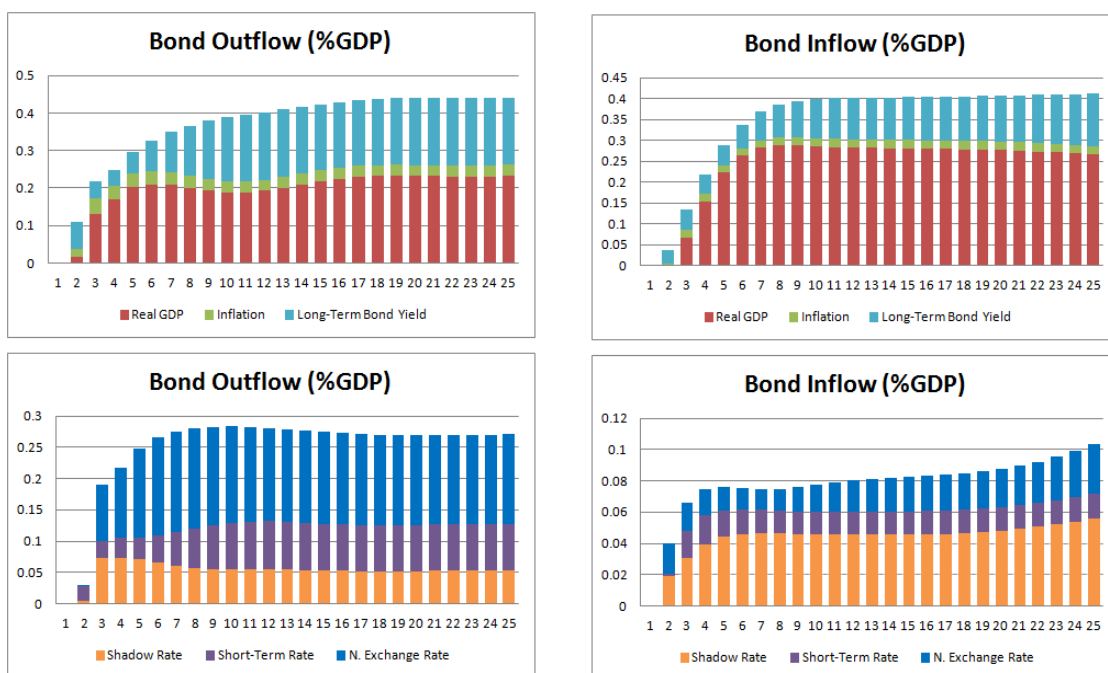 Bond Outflow (%GDP)
0.5
0.4
0.3
0.2
0.1
0
1 2 3 4 5 6 7 8 9 10 11 12 13 14 15 16 17 18 19 20 21 22 23 24 25
Real GDP Inflation Long-Term Bond Yield
Bond Inflow (%GDP)
0.45
0.4
0.35
0.3
0.25
0.2
0.15
0.1
0.05
0
1 2 3 4 5 6 7 8 9 10 11 12 13 14 15 16 17 18 19 20 21 22 23 24 25
Real GDP Inflation Long-Term Bond Yield
Bond Outflow (%GDP)
0.3
0.25
0.2
0.15
0.1
0.05
0
1 2 3 4 5 6 7 8 9 10 11 12 13 14 15 16 17 18 19 20 21 22 23 24 25
Shadow Rate Short-Term Rate N. Exchange Rate
Bond Inflow (%GDP)
0.12
0.1
0.08
0.06
0.04
0.02
0
1 2 3 4 5 6 7 8 9 10 11 12 13 14 15 16 17 18 19 20 21 22 23 24 25
Shadow Rate Short-Term Rate N. Exchange Rate